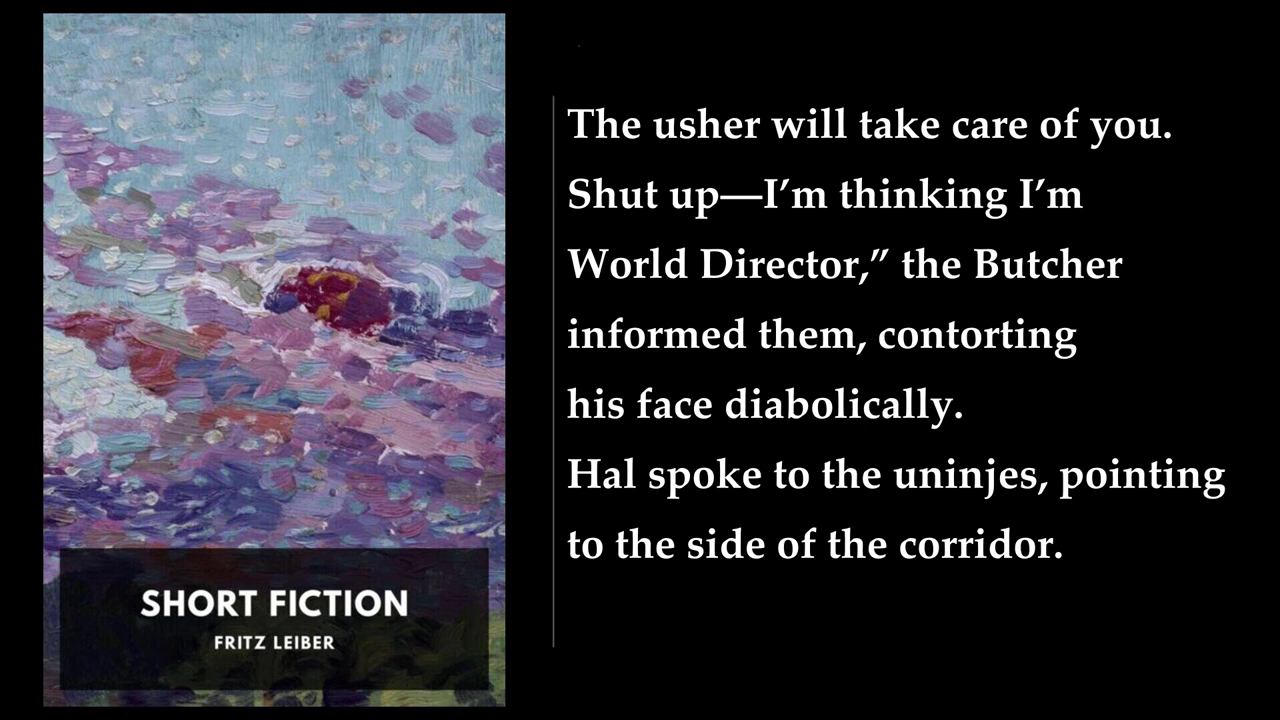 The usher will take care of you.
Shut up—I’m thinking I’m
World Director,” the Butcher
informed them, contorting
his face diabolically.
Hal spoke to the uninjes, pointing
to the side of the corridor.
SHORT FICTION
FRITZ LEIBER